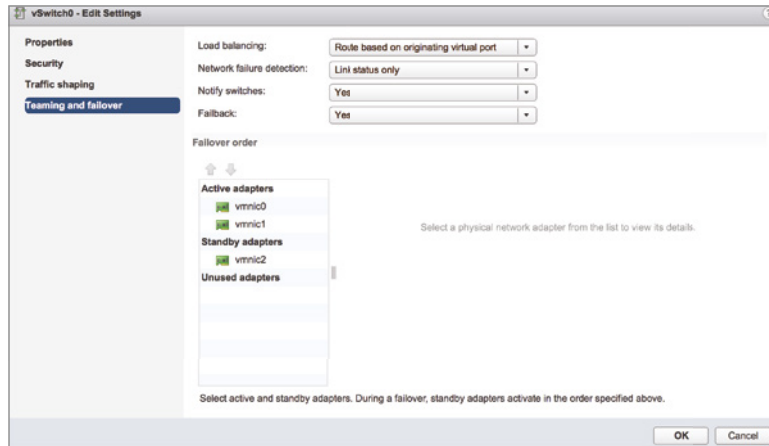 vSwitch0 - Edit Settings
Properties
Security
Traffic shaping
Teaming and failover
Load balancing: Route based on originating virtual port
Network failure detection: Link status only
Notify switches: Yes
Failback: Yes
Failover order
Active adapters
vmnic0
vmnic1
Standby adapters
vmnic2
Unused adapters
Select a physical network adapter from the list to view its details.
Select active and standby adapters. During a failover, standby adapters activate in the order specified above.
OK Cancel